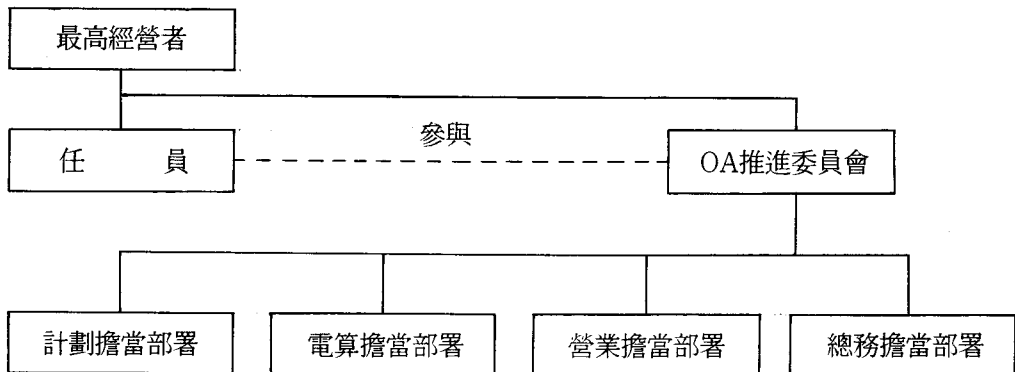 最高經營者
任 員
參與
OA推進委員會
計劃擔當部署
電算擔當部署
營業擔當部署
總務擔當部署